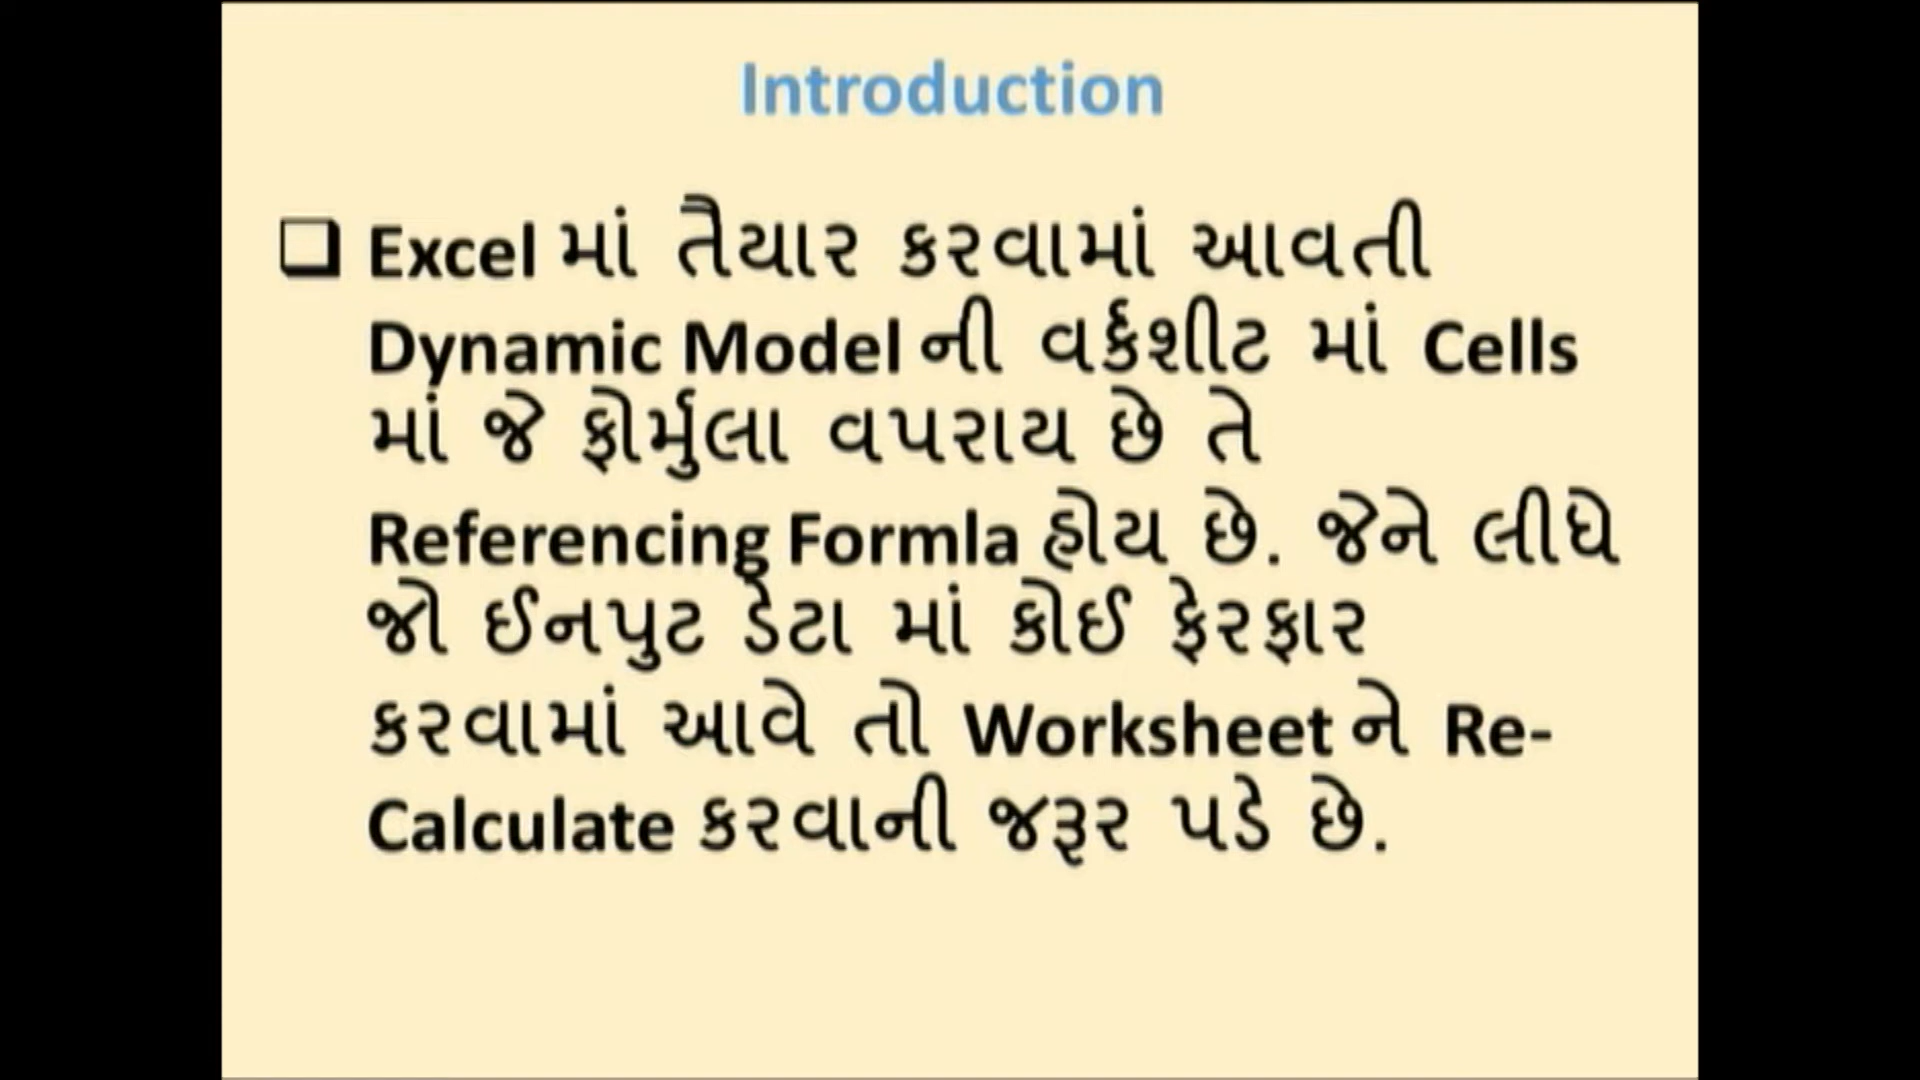 Introduction
❑ Excel માં તૈયાર કરવામાં આવતી
Dynamic Model ની વર્કશીટ માં Cells
માં જે ફોર્મુલા વપરાય છે તે
Referencing Formla હોય છે. જેને લીધે
જો ઈનપુટ ડેટા માં કોઈ ફેરફાર
કરવામાં આવે તો Worksheet ને Re-
Calculate કરવાની જરૂર પડે છે.